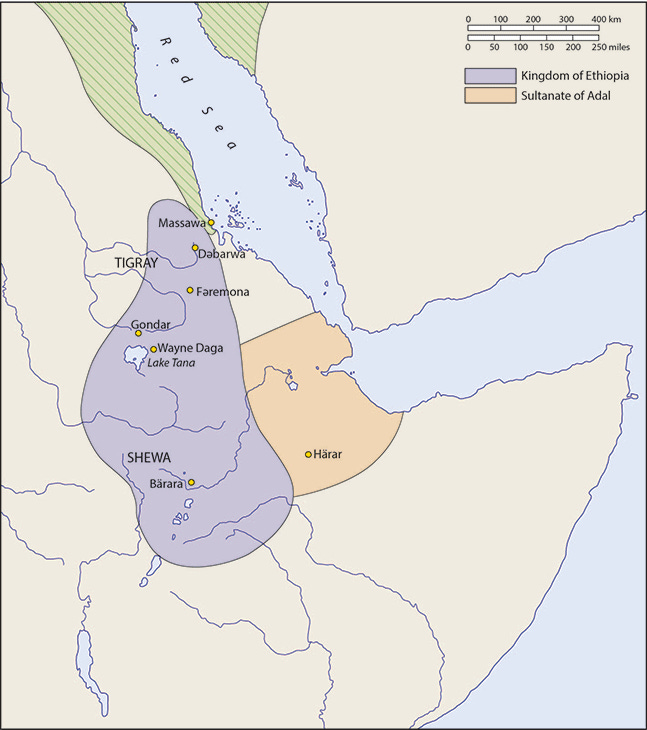 0 100 200 300 400 km
0 50 100 150 200 250 miles
Kingdom of Ethiopia
Sultanate of Adal
Red Sea
Massawa
Dəbarwa
TIGRAY
Fəremona
Gondar
Wayne Daga
Lake Tana
SHEWA
Härar
Bärara